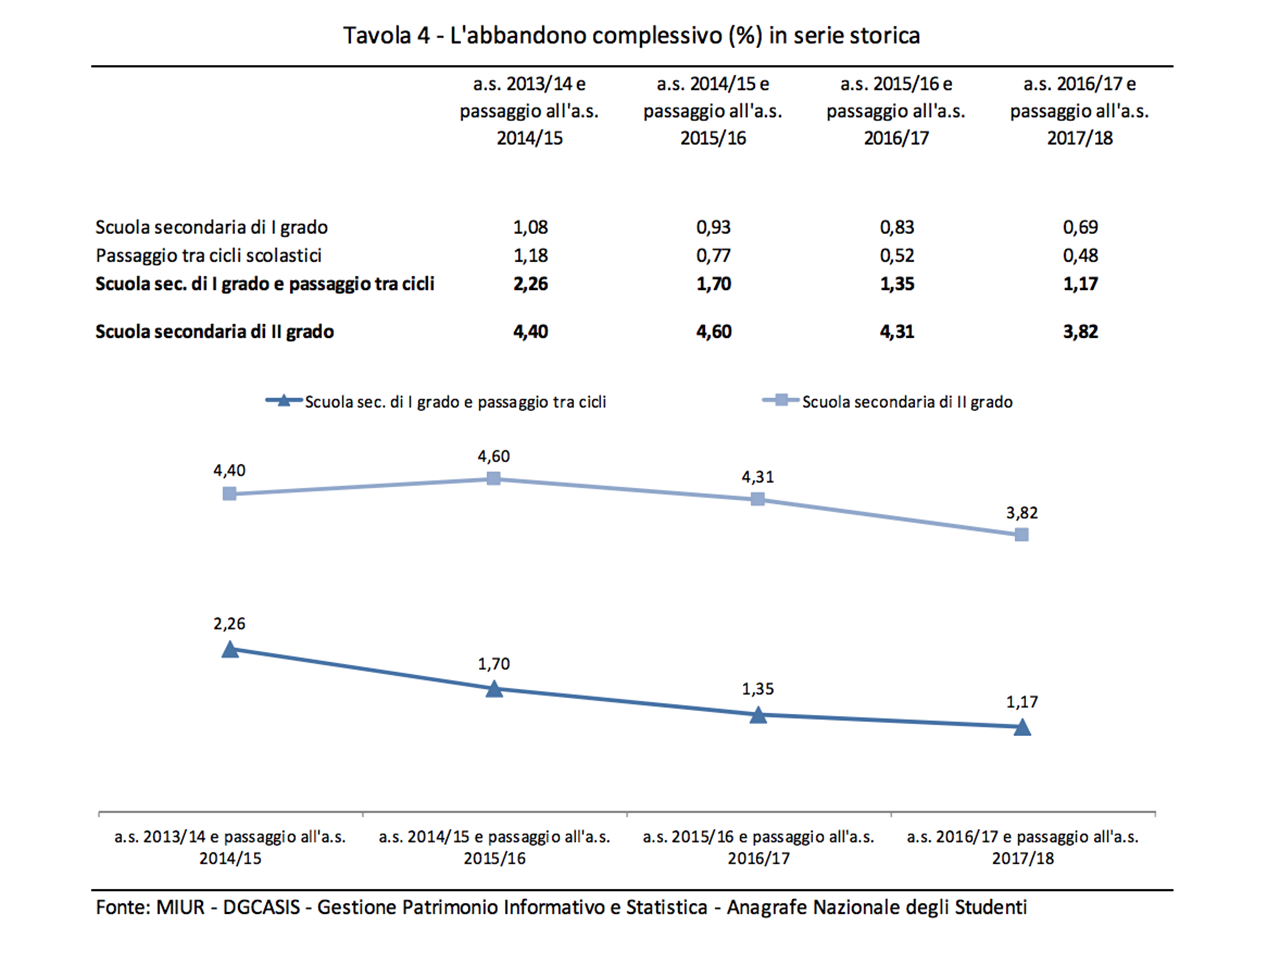 Tavola 4 - L'abbandono complessivo (%) in serie storica
a.s. 2013/14 e a.s. 2014/15 e a.s. 2015/16 e a.s. 2016/17 e
passaggio all'a.s. passaggio all'a.s. passaggio all'a.s. passaggio all'a.s.
2014/15 2015/16 2016/17 2017/18
Scuola secondaria di I grado 1,08 0,93 0,83 0,69
Passaggio tra cicli scolastici 1,18 0,77 0,52 0,48
Scuola sec. di I grado e passaggio tra cicli 2,26 1,70 1,35 1,17
Scuola secondaria di II grado 4,40 4,60 4,31 3,82
Scuola sec. di I grado e passaggio tra cicli Scuola secondaria di II grado
4,40 4,60 4,31 3,82
2,26 1,70 1,35 1,17
a.s. 2013/14 e passaggio all'a.s. a.s. 2014/15 e passaggio all'a.s. a.s. 2015/16 e passaggio all'a.s. a.s. 2016/17 e passaggio all'a.s.
2014/15 2015/16 2016/17 2017/18
Fonte: MIUR - DGCASIS - Gestione Patrimonio Informativo e Statistica - Anagrafe Nazionale degli Studenti